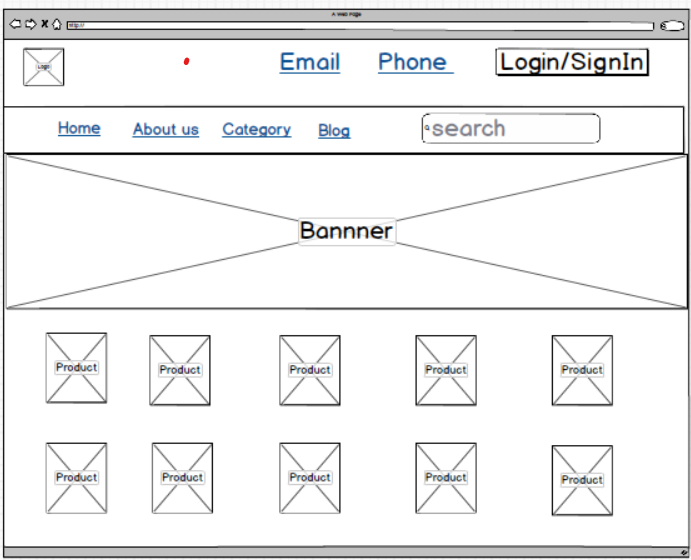 A Web Page
http://
Logo
Email Phone Login/SignIn
Home About us Category Blog search
Bannner
Product Product Product Product Product
Product Product Product Product Product